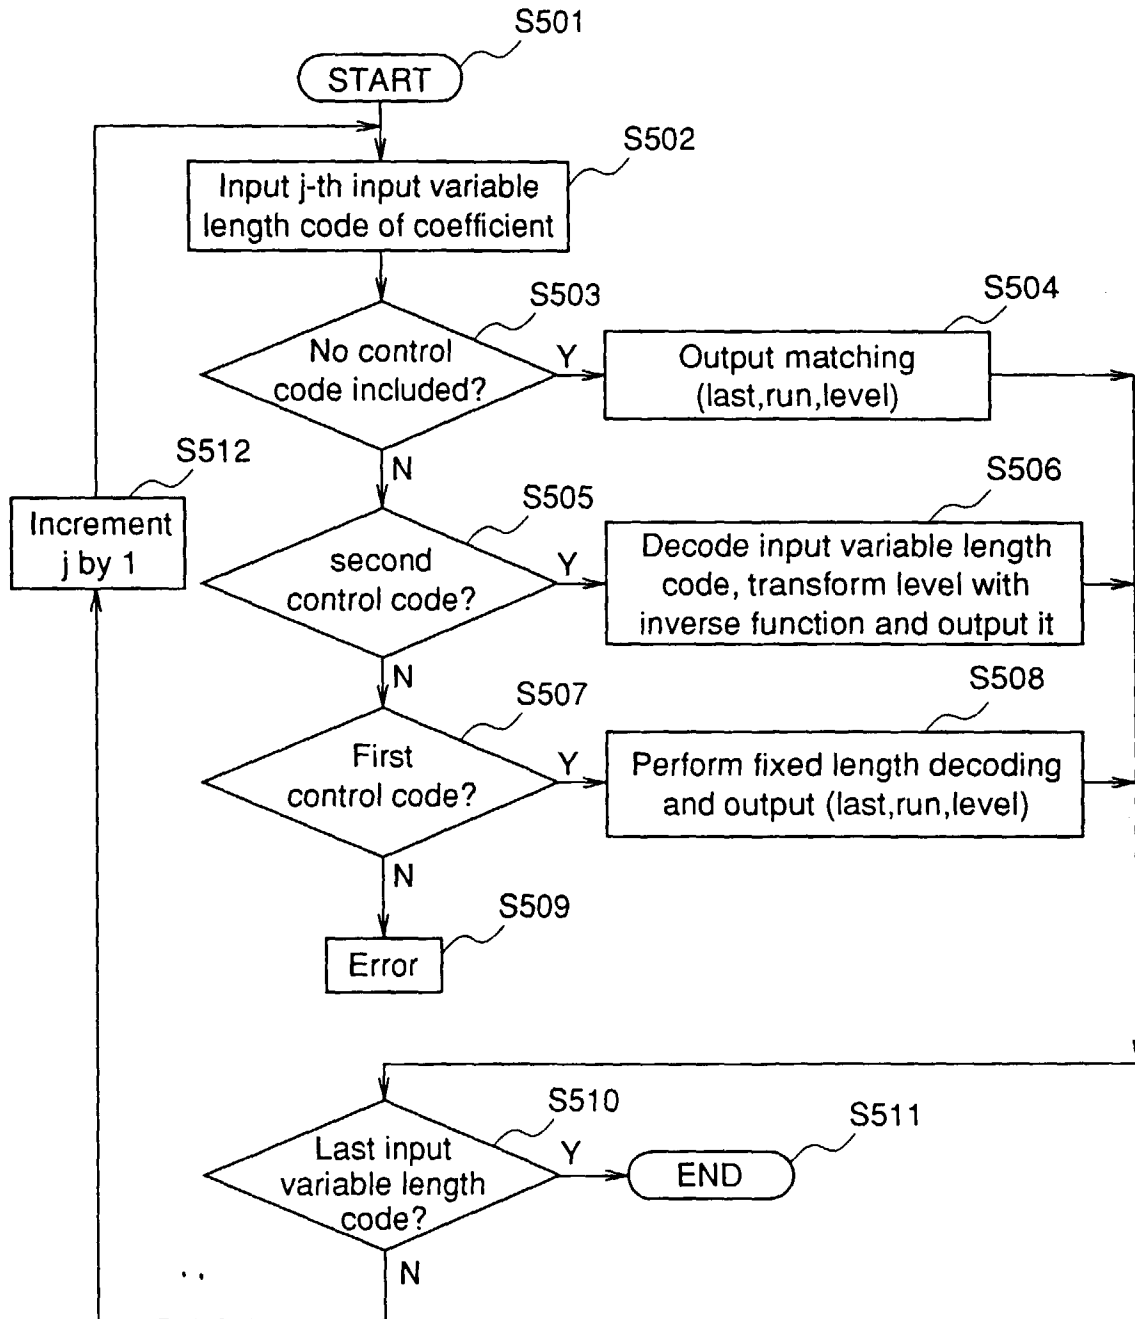 S501
START
S502
Input j-th input variable
length code of coefficient
S503
No control
code included?
Y
N
S504
Output matching
(last,run,level)
S512
Increment
j by 1
S505
second
control code?
Y
N
S506
Decode input variable length
code, transform level with
inverse function and output it
S507
First
control code?
Y
N
S508
Perform fixed length decoding
and output (last,run,level)
S509
Error
S510
Last input
variable length
code?
Y
N
S511
END